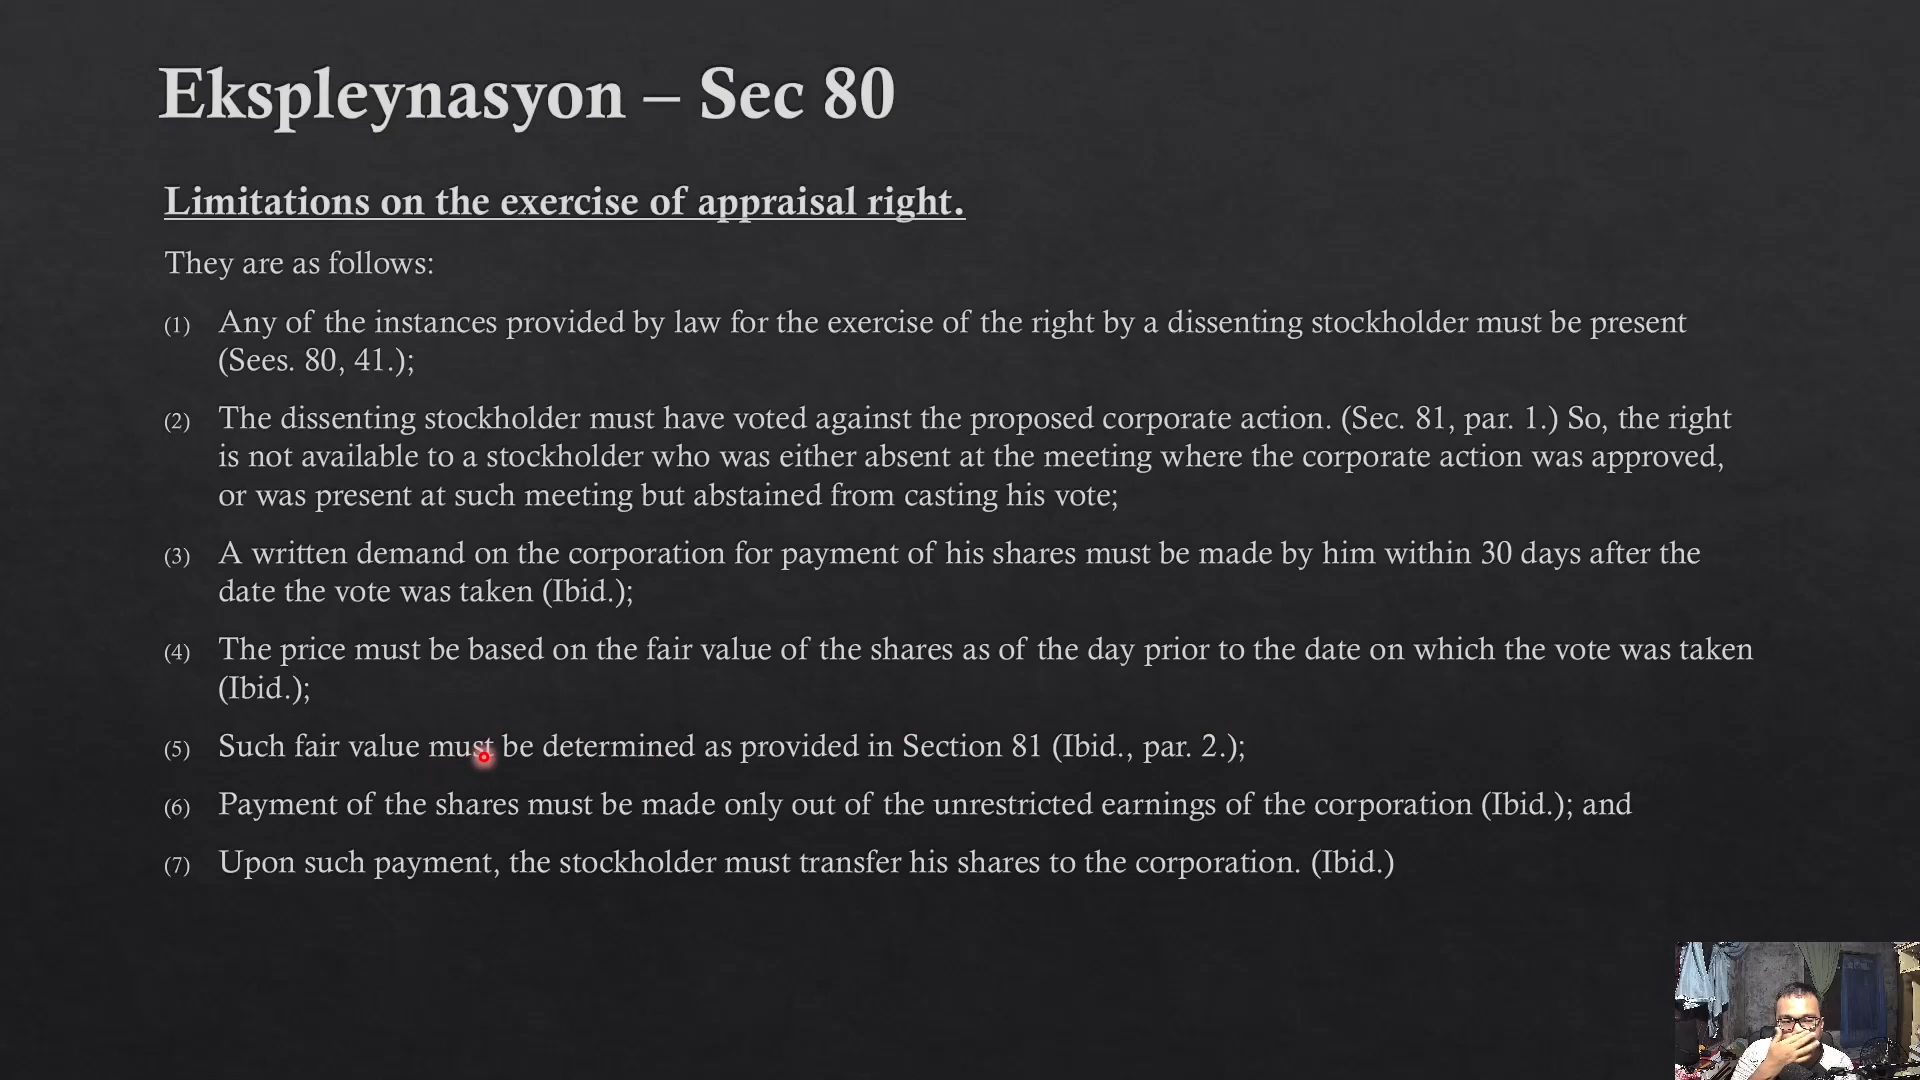 Ekspleynasyon – Sec 80
Limitations on the exercise of appraisal right.
They are as follows:
(1) Any of the instances provided by law for the exercise of the right by a dissenting stockholder must be present
(Sees. 80, 41.);
(2) The dissenting stockholder must have voted against the proposed corporate action. (Sec. 81, par. 1.) So, the right
is not available to a stockholder who was either absent at the meeting where the corporate action was approved,
or was present at such meeting but abstained from casting his vote;
(3) A written demand on the corporation for payment of his shares must be made by him within 30 days after the
date the vote was taken (Ibid.);
(4) The price must be based on the fair value of the shares as of the day prior to the date on which the vote was taken
(Ibid.);
(5) Such fair value must be determined as provided in Section 81 (Ibid., par. 2.);
(6) Payment of the shares must be made only out of the unrestricted earnings of the corporation (Ibid.); and
(7) Upon such payment, the stockholder must transfer his shares to the corporation. (Ibid.)